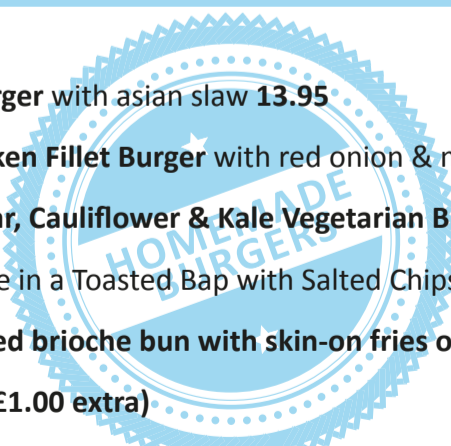 rger with asian slaw 13.95
ken Fillet Burger with red onion &
ar, Cauliflower & Kale Vegetarian B
e in a Toasted Bap with Salted Chips
ed brioche bun with skin-on fries o
£1.00 extra)
HOMEMADE
BURGERS